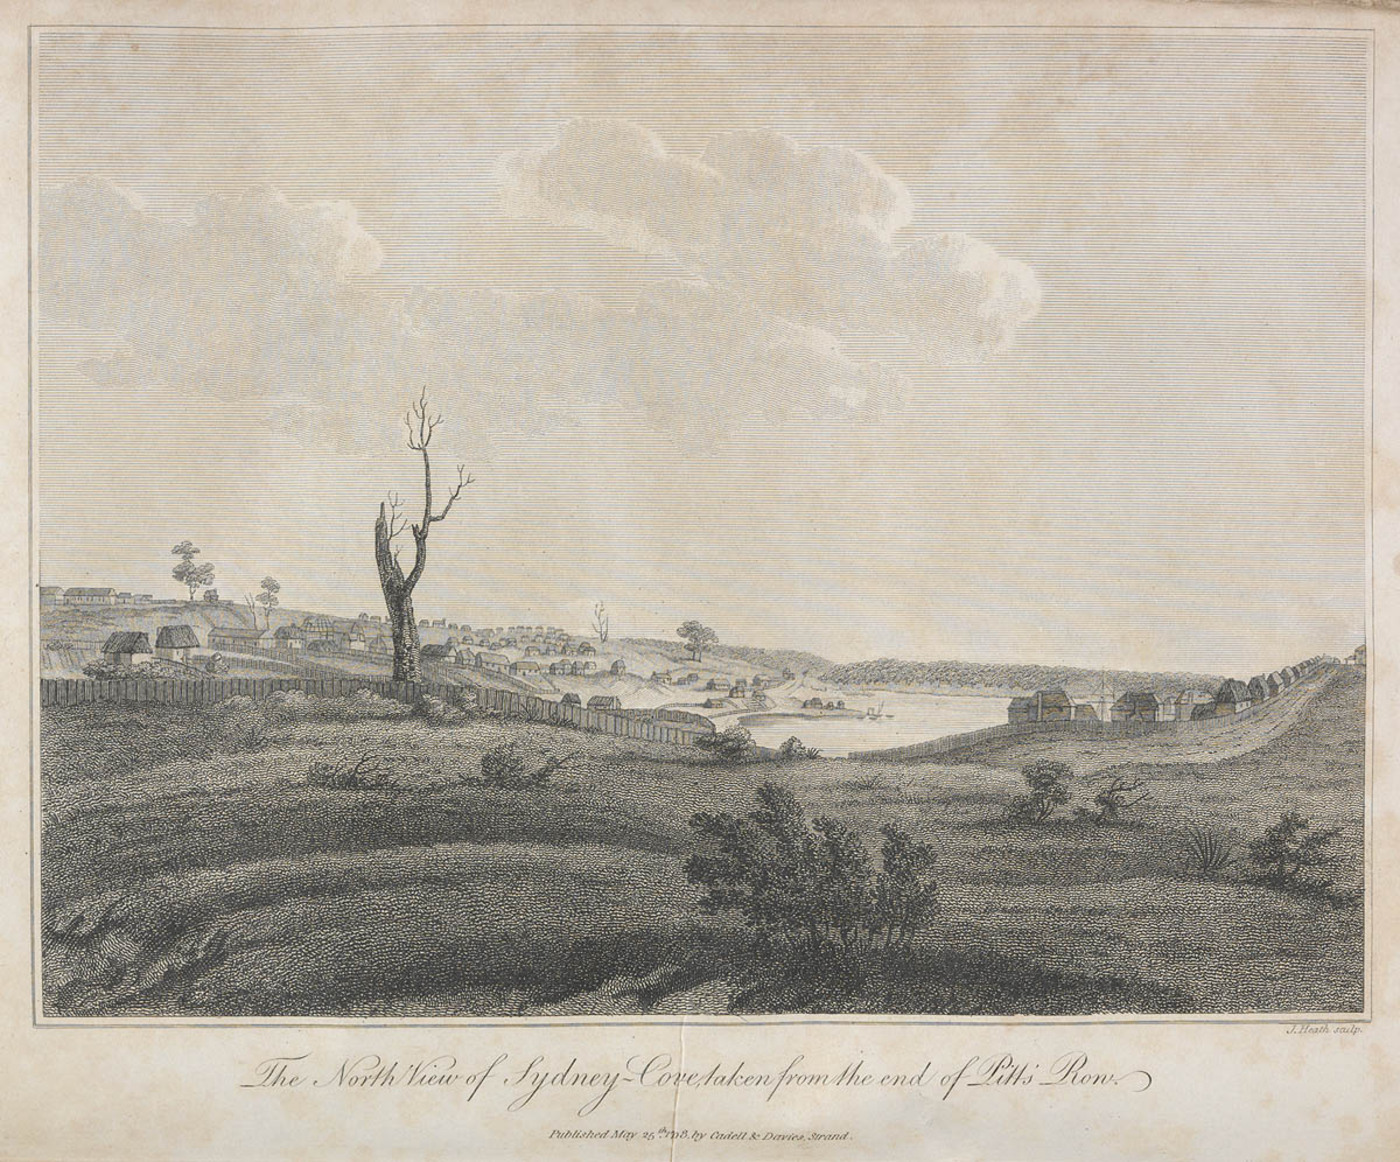 J. Heath sculp.
The North View of Sydney-Cove, taken from the end of Pitts' Row.
Published May 25th 1798, by Cadell & Davies, Strand.